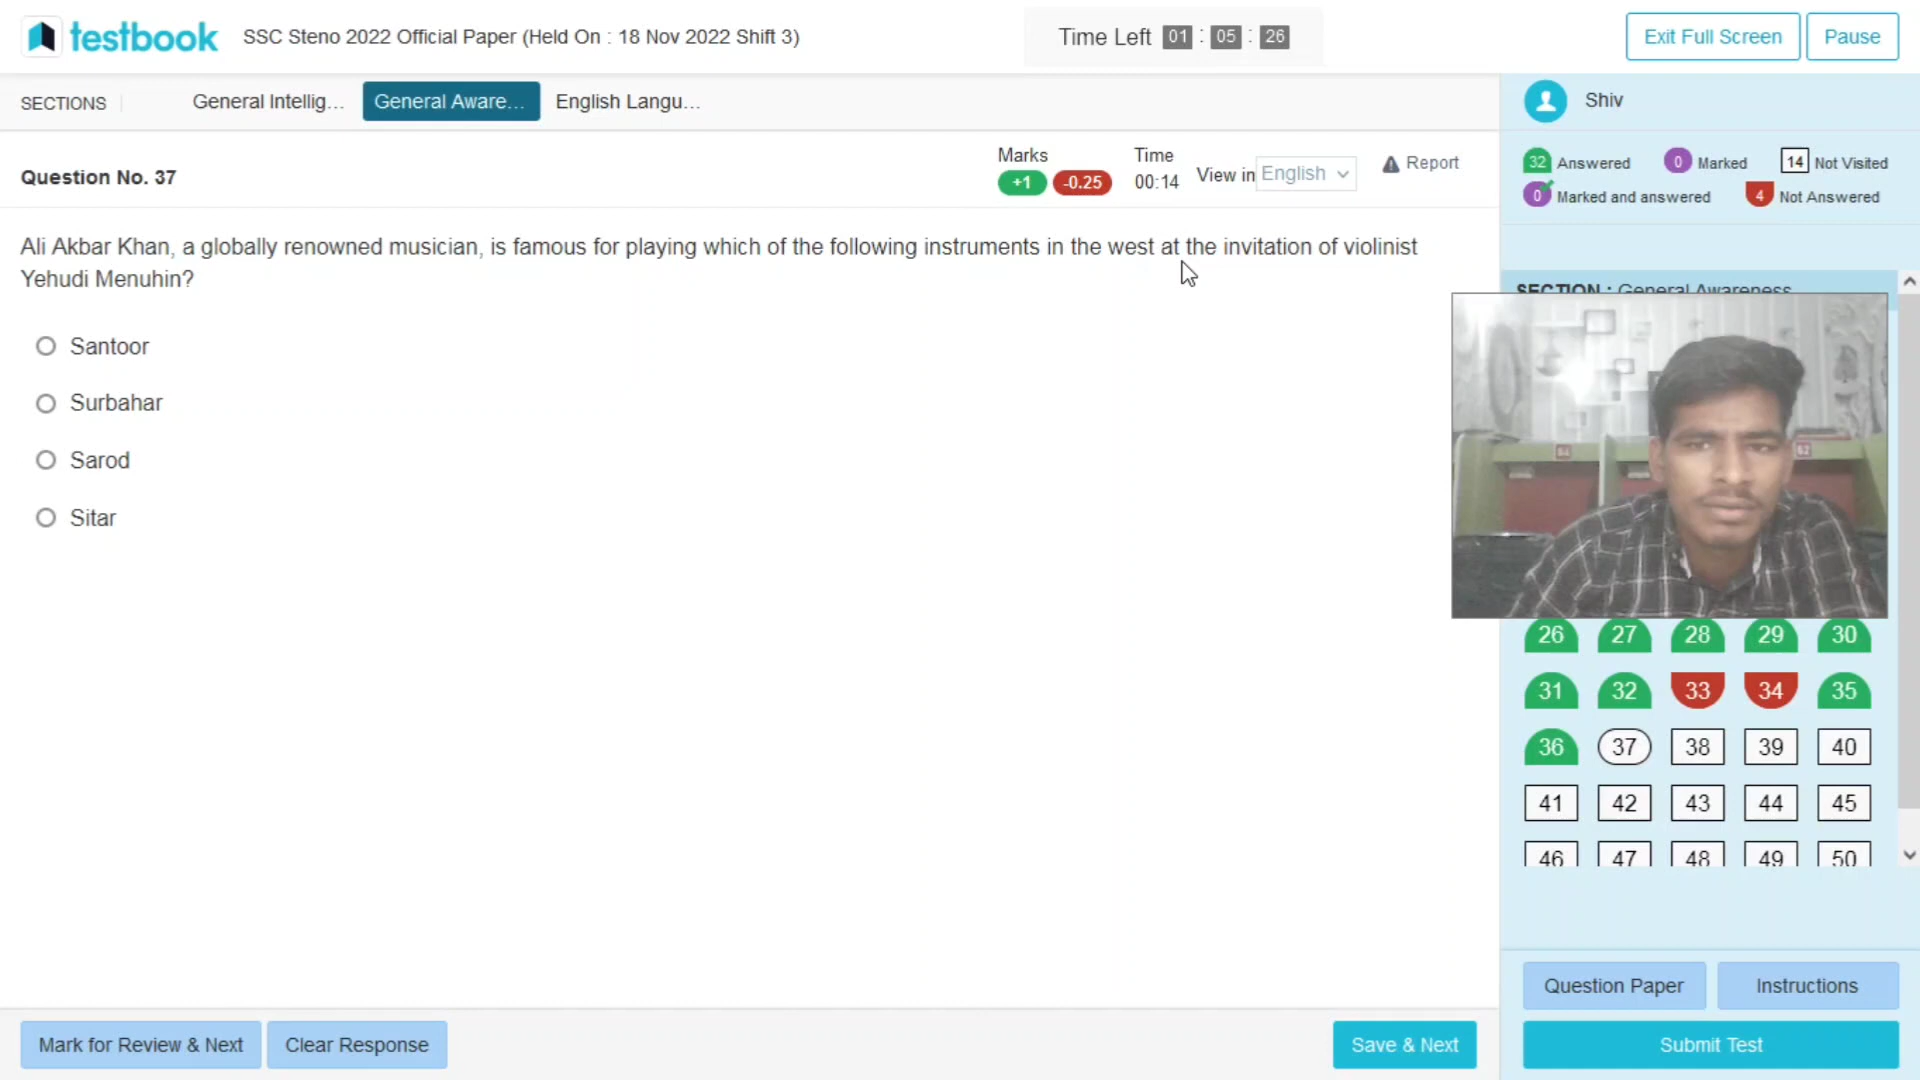 testbook SSC Steno 2022 Official Paper (Held On : 18 Nov 2022 Shift 3) Time Left 01 : 05 : 26 Exit Full Screen Pause
SECTIONS General Intellig... General Aware... English Langu...
Shiv
Question No. 37
Marks
+1 -0.25
Time
00:14
View in English
Report
32 Answered 0 Marked 14 Not Visited
0 Marked and answered 4 Not Answered
Ali Akbar Khan, a globally renowned musician, is famous for playing which of the following instruments in the west at the invitation of violinist
Yehudi Menuhin?
Santoor
Surbahar
Sarod
Sitar
SECTION : General Awareness
26 27 28 29 30
31 32 33 34 35
36 37 38 39 40
41 42 43 44 45
46 47 48 49 50
Question Paper Instructions
Mark for Review & Next Clear Response Save & Next Submit Test